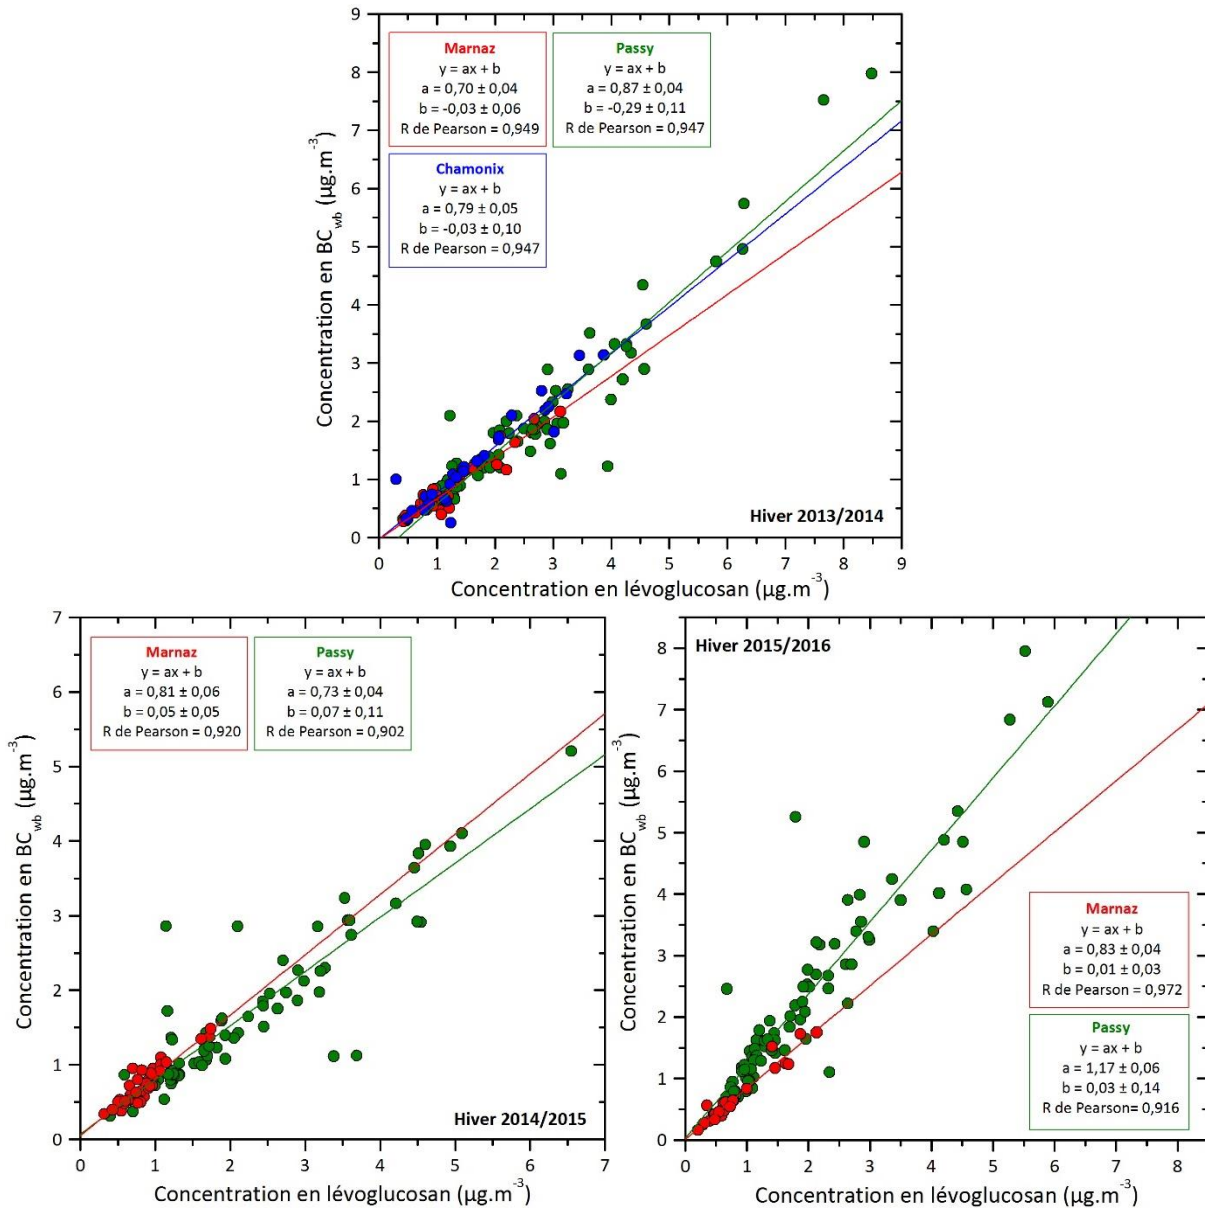 Concentration en BCwb (µg.m-3)
9
8
7
6
5
4
3
2
1
0
Marnaz
y = ax + b
a = 0,70 ± 0,04
b = -0,03 ± 0,06
R de Pearson = 0,949
Passy
y = ax + b
a = 0,87 ± 0,04
b = -0,29 ± 0,11
R de Pearson = 0,947
Chamonix
y = ax + b
a = 0,79 ± 0,05
b = -0,03 ± 0,10
R de Pearson = 0,947
Hiver 2013/2014
0 1 2 3 4 5 6 7 8 9
Concentration en lévoglucosan (µg.m-3)
Concentration en BCwb (µg.m-3)
7
6
5
4
3
2
1
0
Marnaz
y = ax + b
a = 0,81 ± 0,06
b = 0,05 ± 0,05
R de Pearson = 0,920
Passy
y = ax + b
a = 0,73 ± 0,04
b = 0,07 ± 0,11
R de Pearson = 0,902
Hiver 2014/2015
0 1 2 3 4 5 6 7
Concentration en lévoglucosan (µg.m-3)
Concentration en BCwb (µg.m-3)
8
7
6
5
4
3
2
1
0
Hiver 2015/2016
Marnaz
y = ax + b
a = 0,83 ± 0,04
b = 0,01 ± 0,03
R de Pearson = 0,972
Passy
y = ax + b
a = 1,17 ± 0,06
b = 0,03 ± 0,14
R de Pearson= 0,916
0 1 2 3 4 5 6 7 8
Concentration en lévoglucosan (µg.m-3)